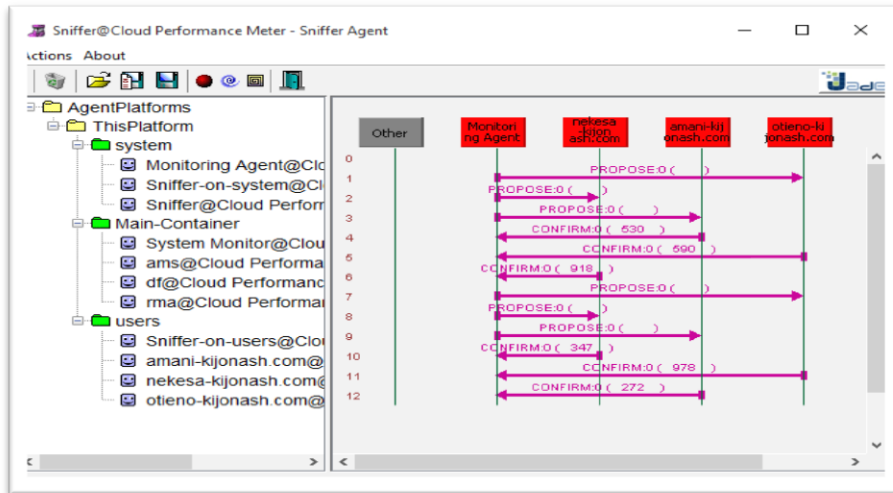 Sniffer@Cloud Performance Meter - Sniffer Agent
ctions About
Jade
AgentPlatforms
ThisPlatform
system
Monitoring Agent@Clo
Sniffer-on-system@Cl
Sniffer@Cloud Perforr
Main-Container
System Monitor@Clou
ams@Cloud Performa
df@Cloud Performanc
rma@Cloud Performar
users
Sniffer-on-users@Clou
amani-kijonash.com@
nekesa-kijonash.com@
otieno-kijonash.com@
Other
Monitori
ng Agent
nekesa
-kijon
ash.com
amani-kij
onash.com
otieno-ki
jonash.com
0
1 PROPOSE:0 ( )
2 PROPOSE:0 ( )
3 PROPOSE:0 ( )
4 CONFIRM:0 ( 530 )
5 CONFIRM:0 ( 590 )
6 CONFIRM:0 ( 918 )
7 PROPOSE:0 ( )
8 PROPOSE:0 ( )
9 PROPOSE:0 ( )
10 CONFIRM:0 ( 347 )
11 CONFIRM:0 ( 978 )
12 CONFIRM:0 ( 272 )